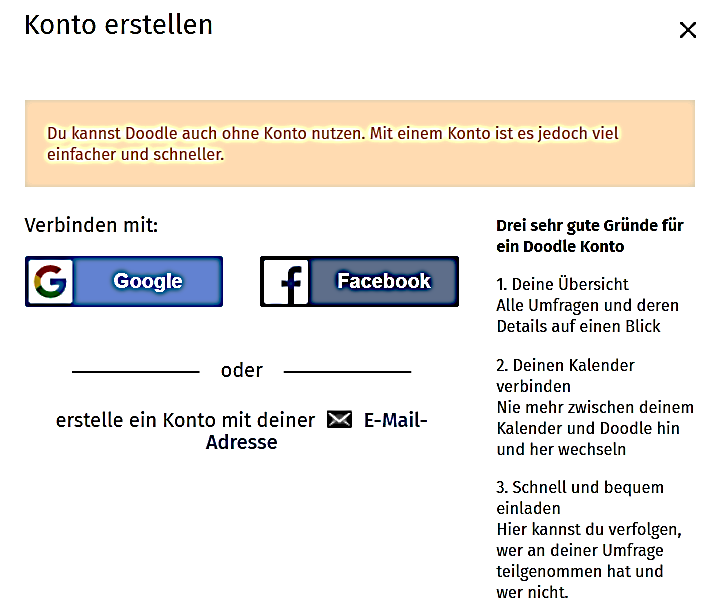 Konto erstellen
Du kannst Doodle auch ohne Konto nutzen. Mit einem Konto ist es jedoch viel
einfacher und schneller.
Verbinden mit:
Google
Facebook
oder
erstelle ein Konto mit deiner E-Mail-
Adresse
Drei sehr gute Gründe für
ein Doodle Konto
1. Deine Übersicht
Alle Umfragen und deren
Details auf einen Blick
2. Deinen Kalender
verbinden
Nie mehr zwischen deinem
Kalender und Doodle hin
und her wechseln
3. Schnell und bequem
einladen
Hier kannst du verfolgen,
wer an deiner Umfrage
teilgenommen hat und
wer nicht.